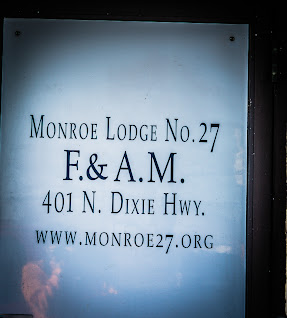 Monroe Lodge No. 27
F. & A.M.
401 N. Dixie Hwy.
www.monroe27.org